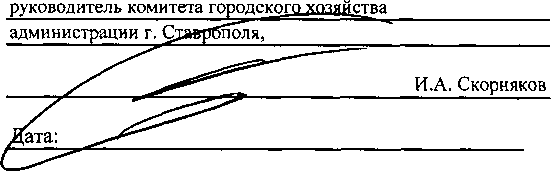 руководитель комитета городского хозяйства
администрации г. Ставрополя,
И.А. Скорняков
Дата: